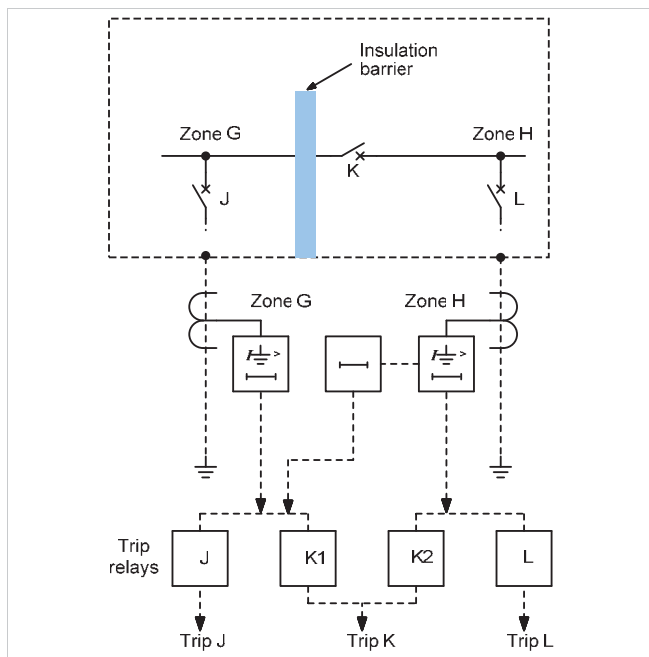 Insulation
barrier
Zone G
Zone H
K
J
L
Zone G
Zone H
I >
I >
Trip
relays
J
K1
K2
L
Trip J
Trip K
Trip L